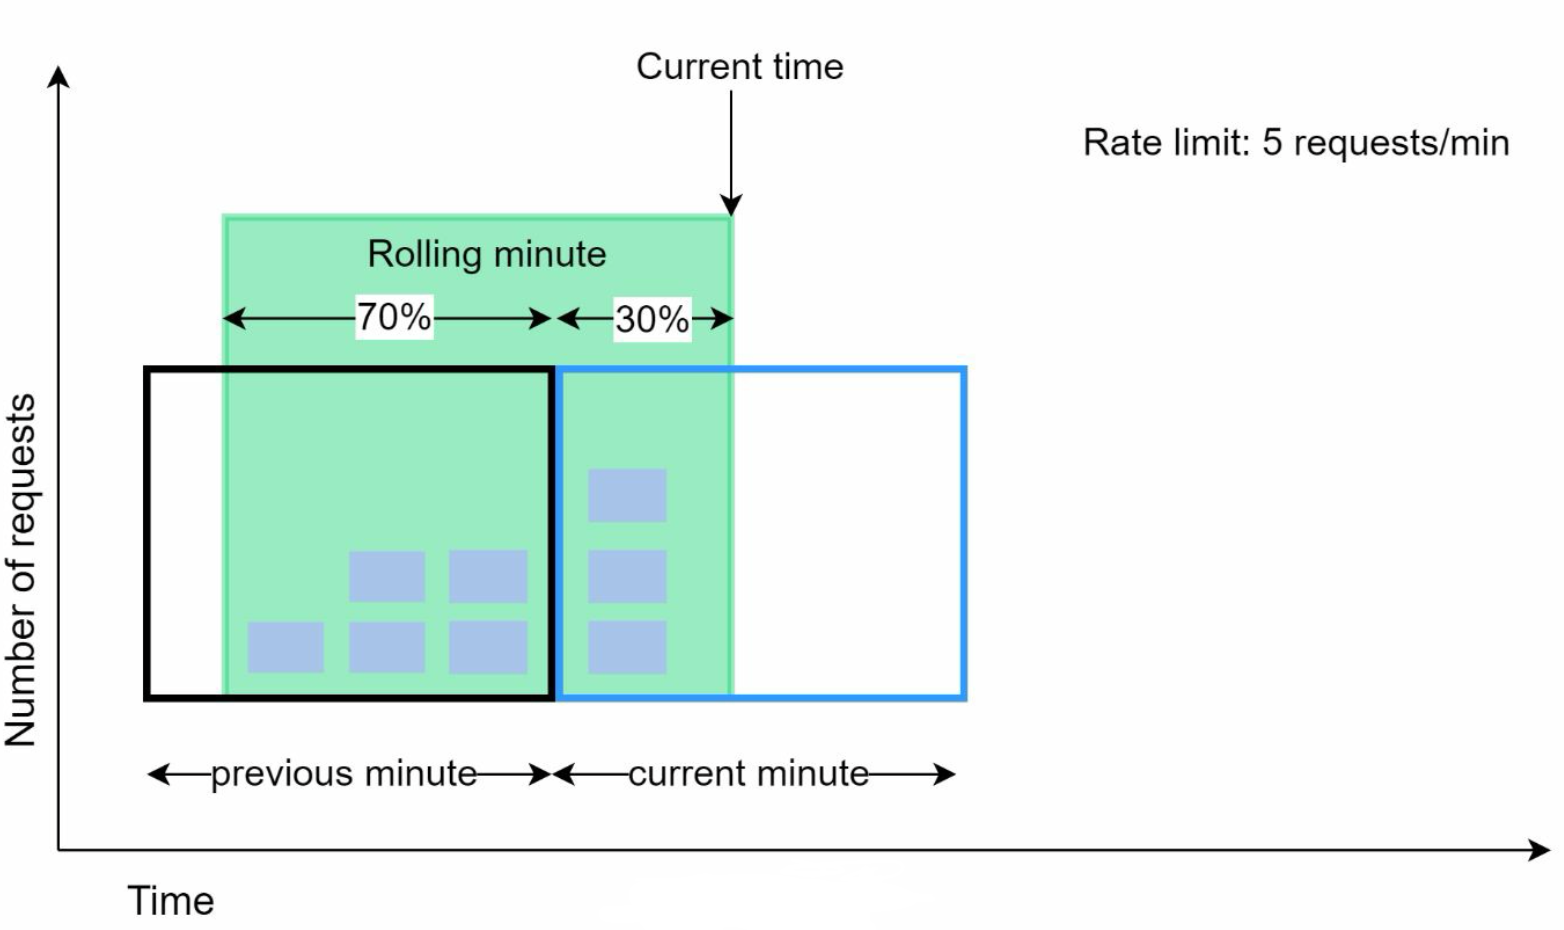 Current time
Rate limit: 5 requests/min
Rolling minute
70%
30%
Number of requests
previous minute
current minute
Time